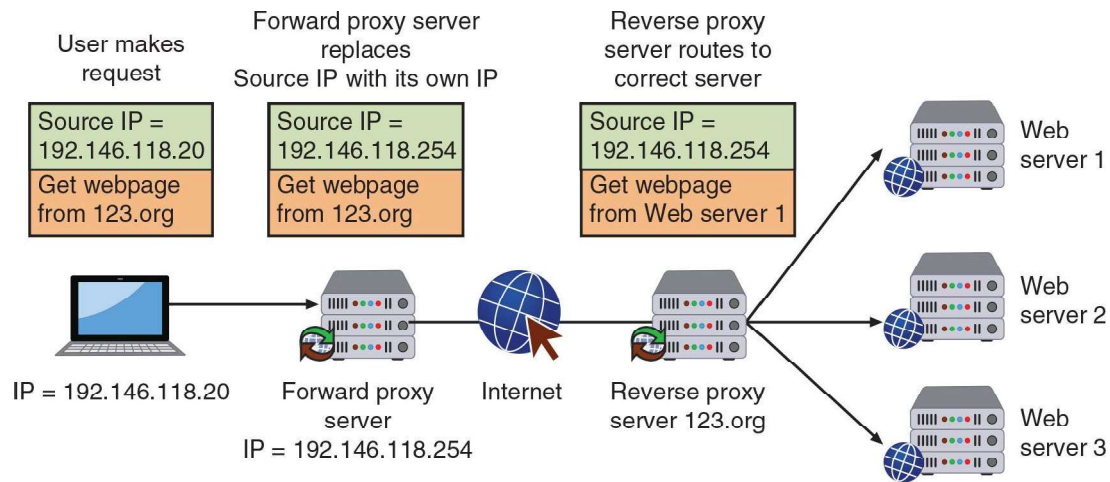 User makes
request
Forward proxy server
replaces
Source IP with its own IP
Reverse proxy
server routes to
correct server
Source IP =
192.146.118.20
Get webpage
from 123.org
Source IP =
192.146.118.254
Get webpage
from 123.org
Source IP =
192.146.118.254
Get webpage
from Web server 1
Web
server 1
Web
server 2
Web
server 3
IP = 192.146.118.20
Forward proxy
server
IP = 192.146.118.254
Internet
Reverse proxy
server 123.org